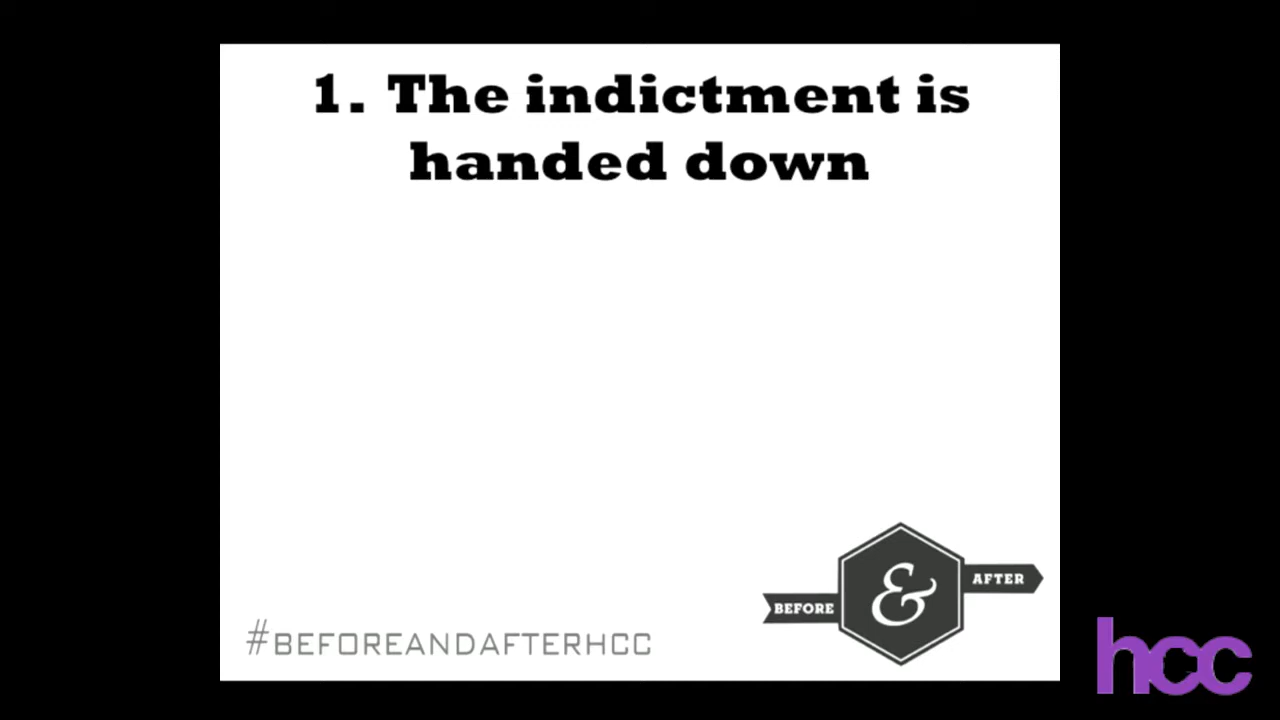 1. The indictment is
handed down
BEFORE
&
AFTER
#BEFOREANDAFTERHCC
hcc